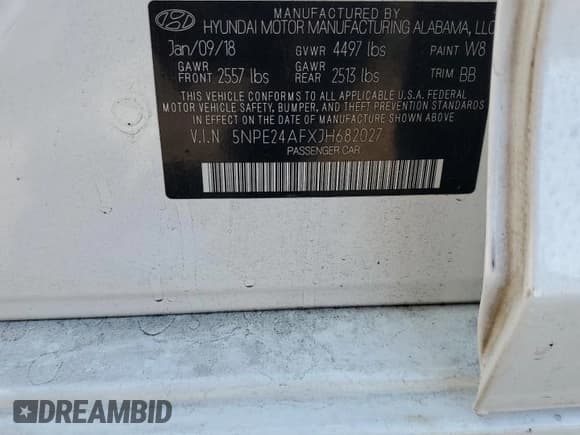 MANUFACTURED BY
HYUNDAI MOTOR MANUFACTURING ALABAMA, LLC
Jan/09/18 GVWR 4497 lbs PAINT W8
GAWR FRONT 2557 lbs GAWR REAR 2513 lbs TRIM BB
THIS VEHICLE CONFORMS TO ALL APPLICABLE U.S.A. FEDERAL
MOTOR VEHICLE SAFETY, BUMPER, AND THEFT PREVENTION STANDARDS
IN EFFECT ON THE DATE OF MANUFACTURE SHOWN ABOVE.
V.I.N 5NPE24AFXJH682027
PASSENGER CAR
DREAMBID